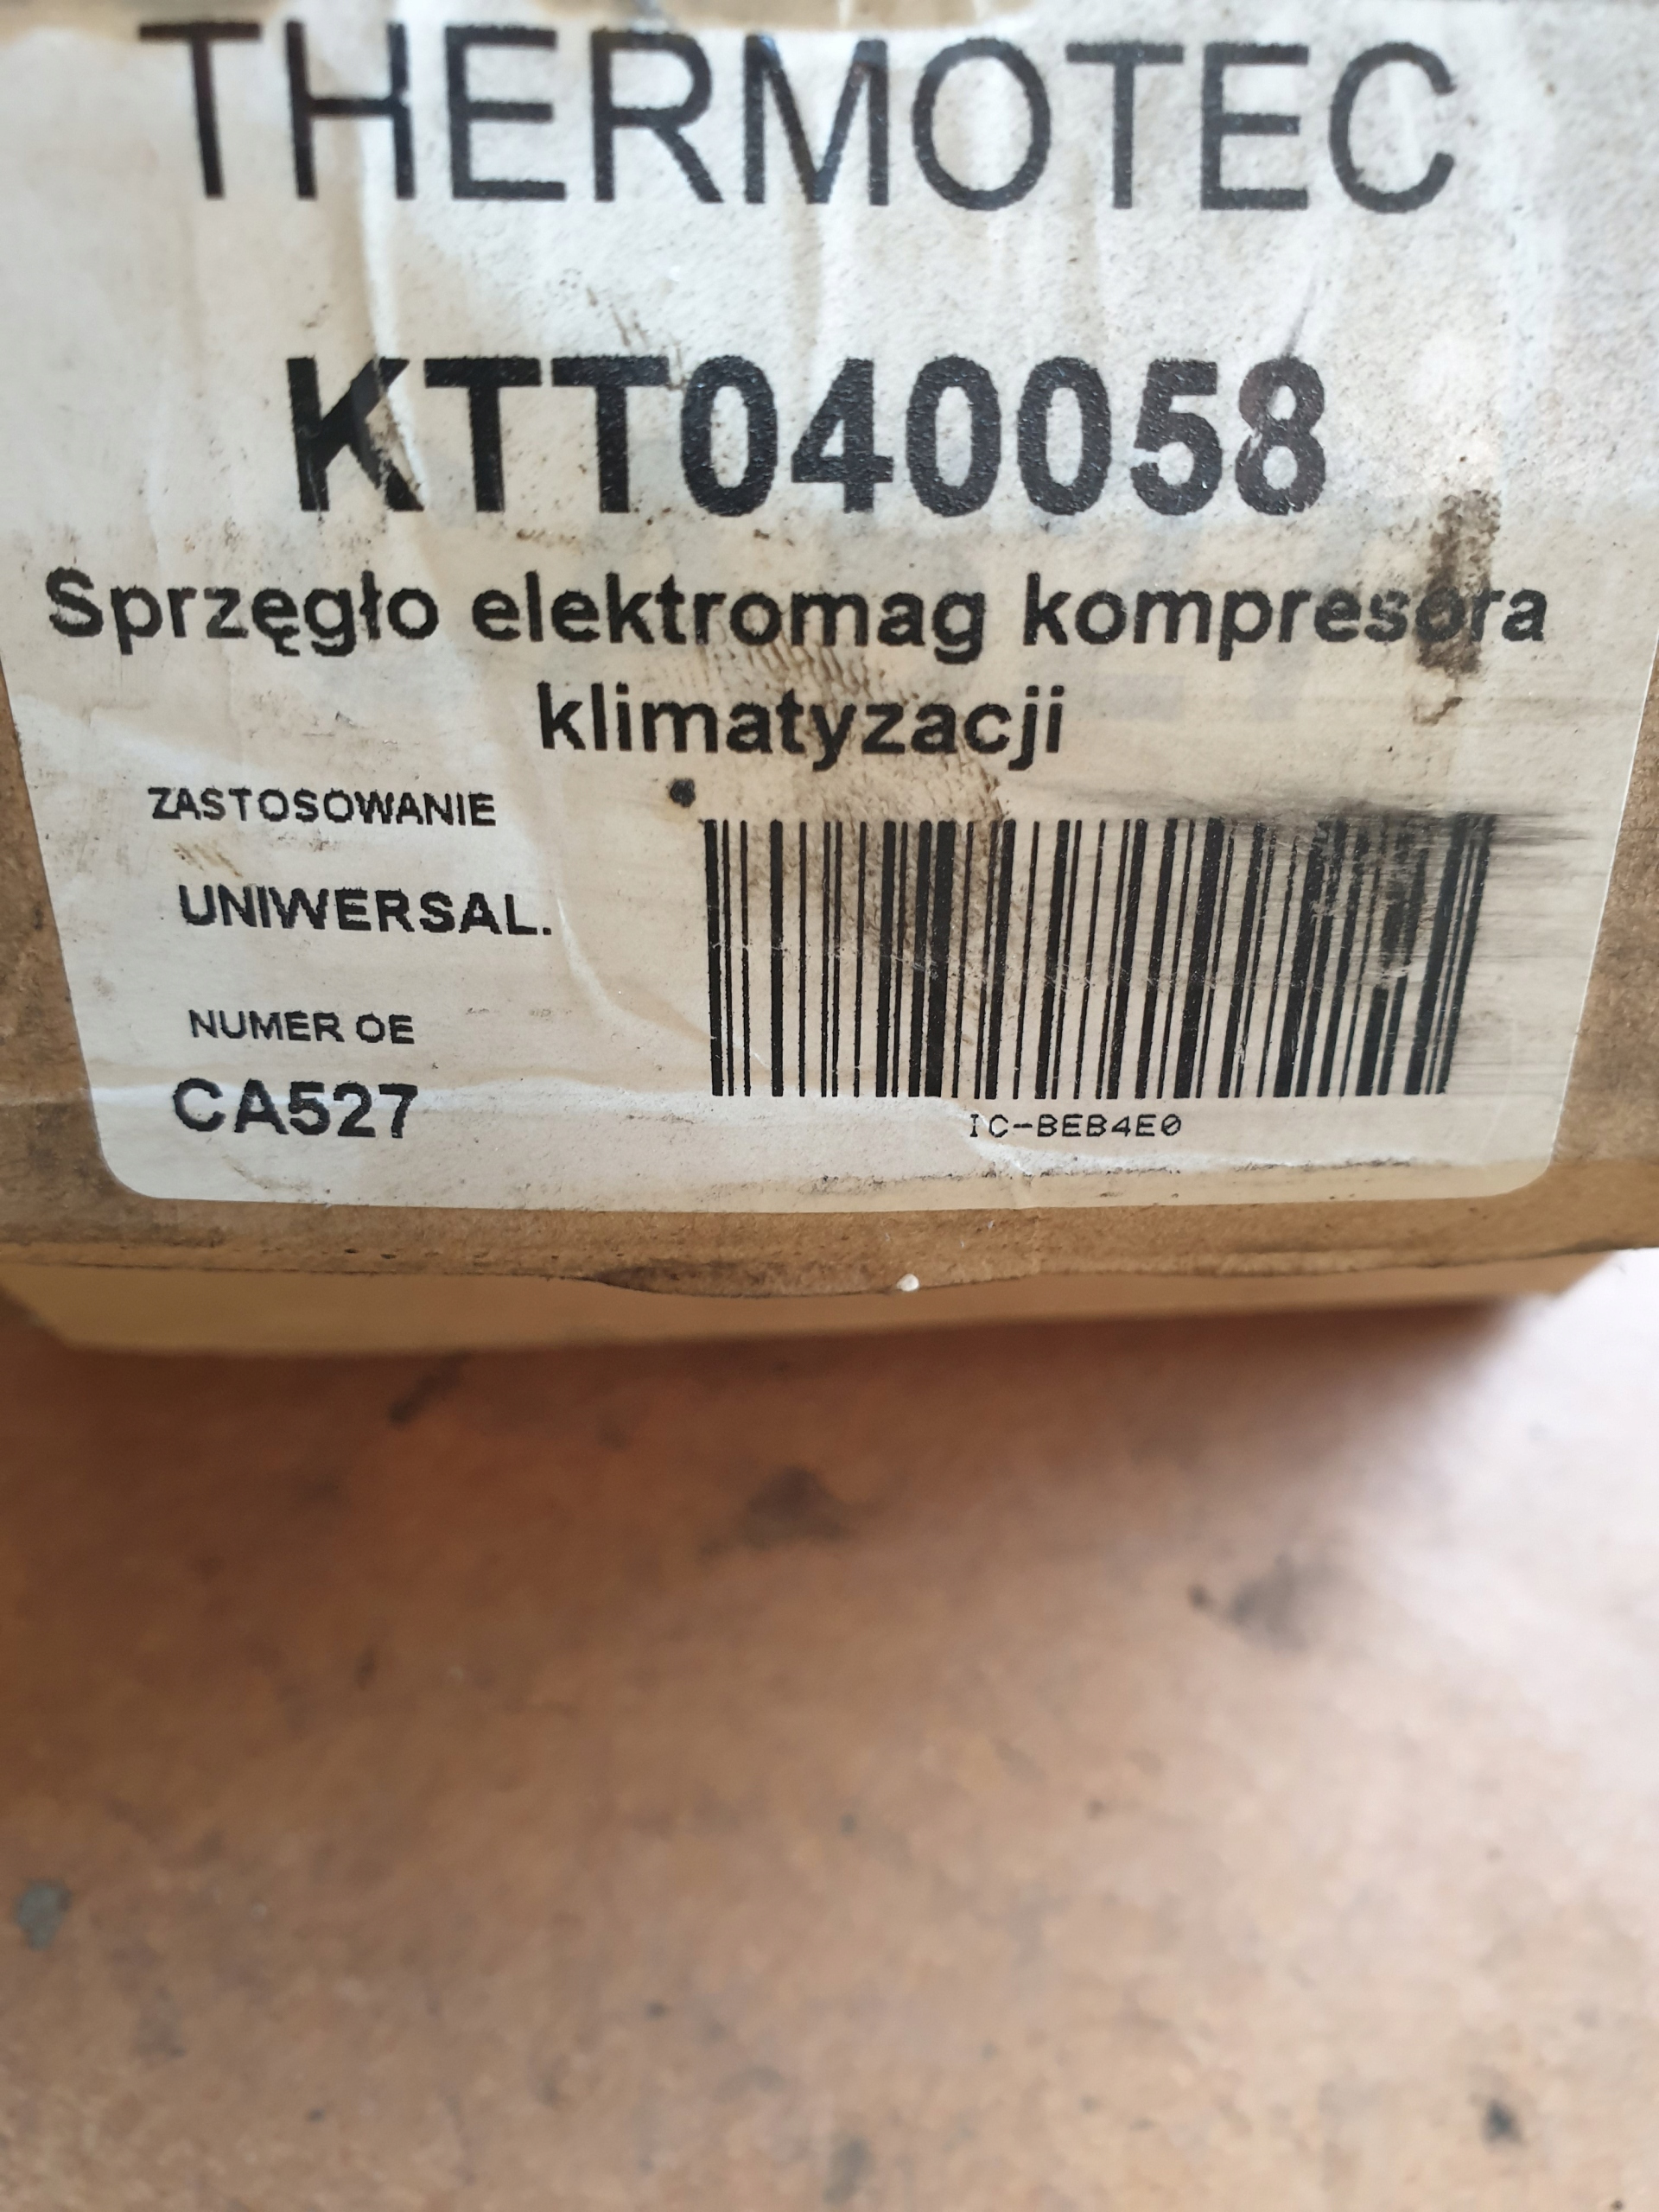 THERMOTEC
KTT040058
Sprzęgło elektromag kompresora
klimatyzacji
ZASTOSOWANIE
UNIWERSAL.
NUMER OE
CA527
IC-BEB4E0